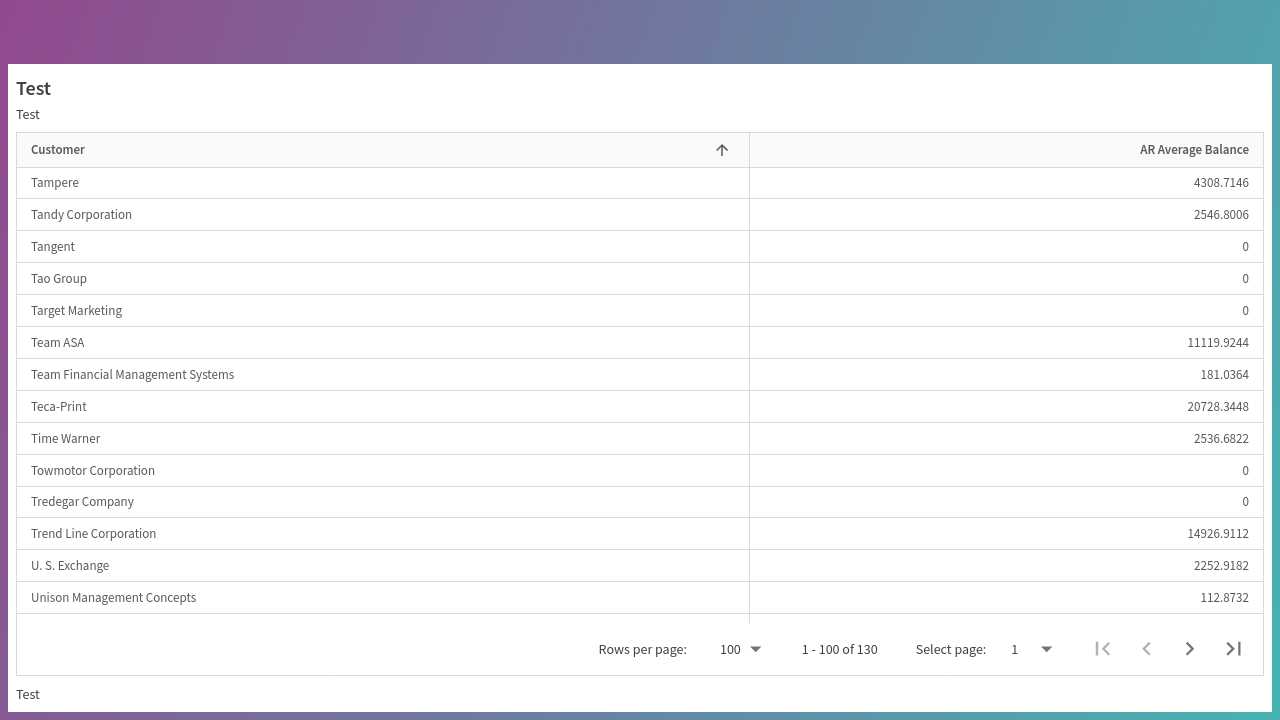 Test
Test
Customer AR Average Balance
Tampere 4308.7146
Tandy Corporation 2546.8006
Tangent 0
Tao Group 0
Target Marketing 0
Team ASA 11119.9244
Team Financial Management Systems 181.0364
Teca-Print 20728.3448
Time Warner 2536.6822
Towmotor Corporation 0
Tredegar Company 0
Trend Line Corporation 14926.9112
U. S. Exchange 2252.9182
Unison Management Concepts 112.8732
Rows per page: 100 1 - 100 of 130 Select page: 1
Test